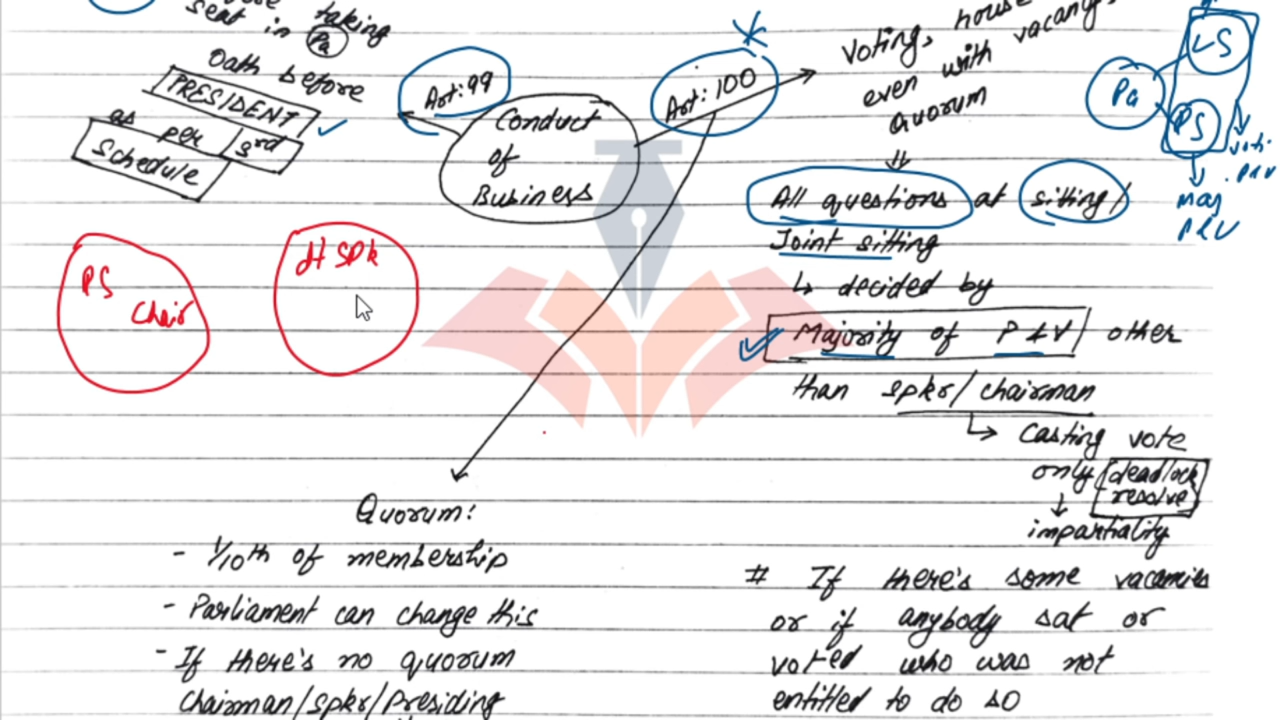 seat in Pa
taking
Oath before
PRESIDENT
as per 3rd
Schedule
Art: 99
Conduct
of
Business
Art: 100
Voting, house
even with vacancy
Quorum
All questions at sitting/
Joint sitting
↳ decided by
Majority of P & V other
than spkr/chairman
↳ Casting vote
only deadlock
resolve
impartiality
# If there's some vacancies
or if anybody sat or
voted who was not
entitled to do so
LS
Pa
PS
maj
P&V
PS
Chair
Quorum:
- 1/10th of membership
- Parliament can change this
- If there's no quorum
Chairman/spkr/Presiding